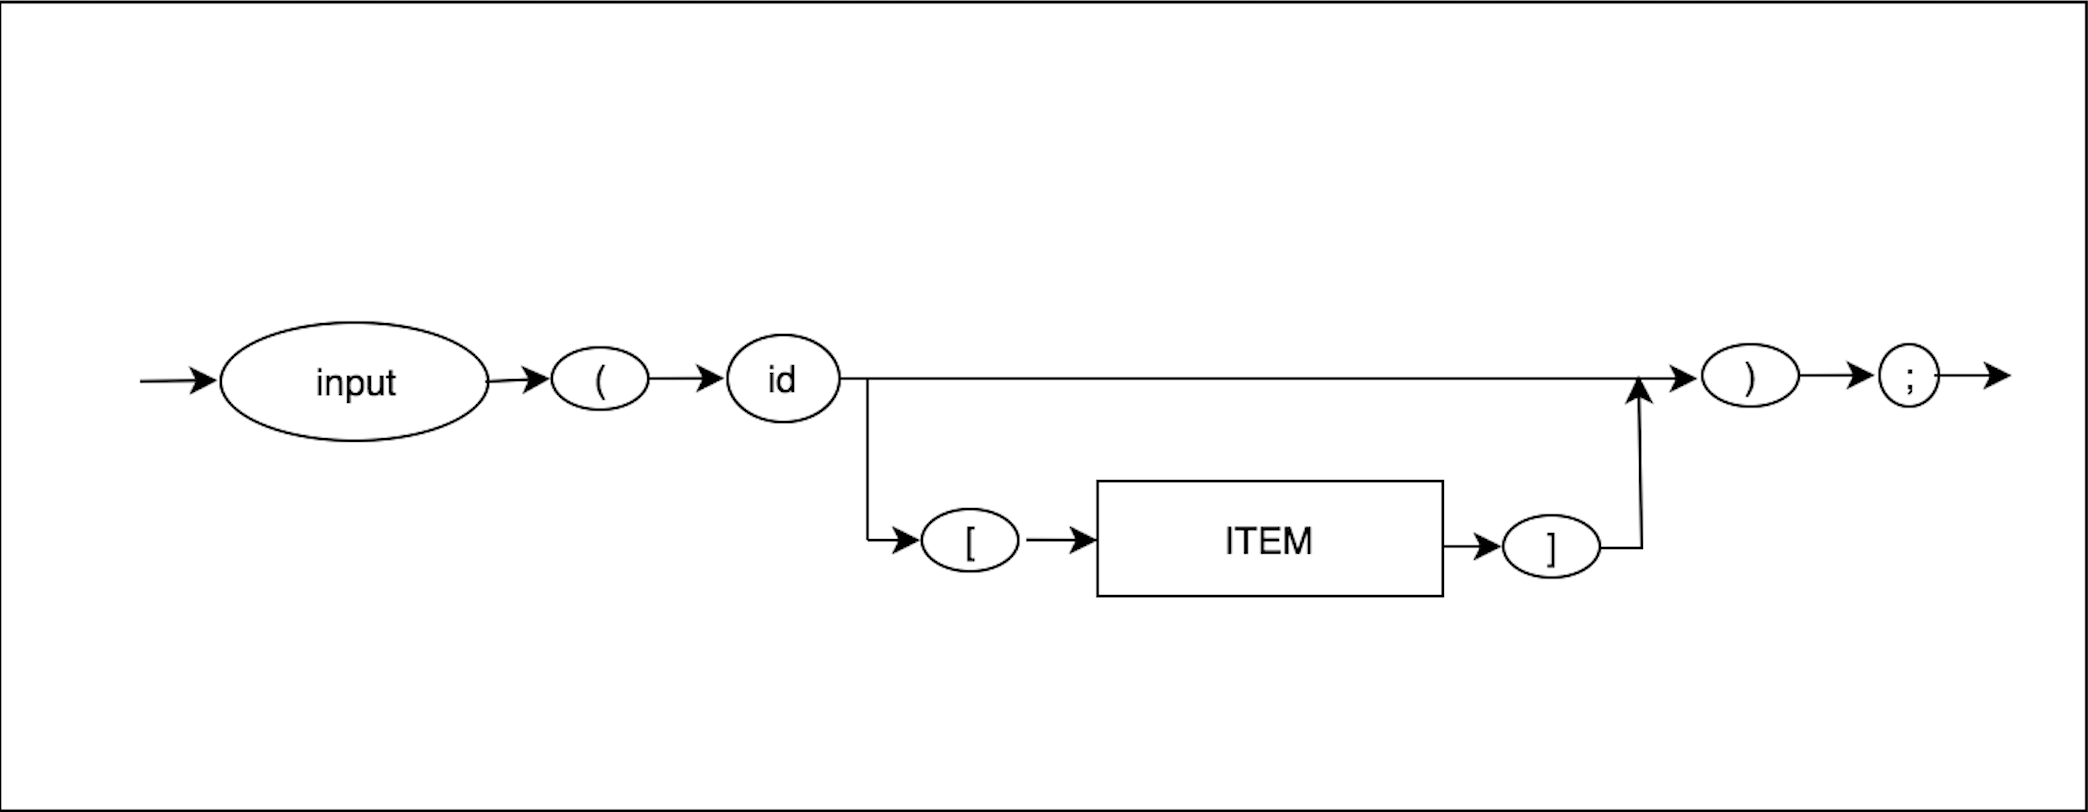 input ( id ) ;
[ ITEM ]